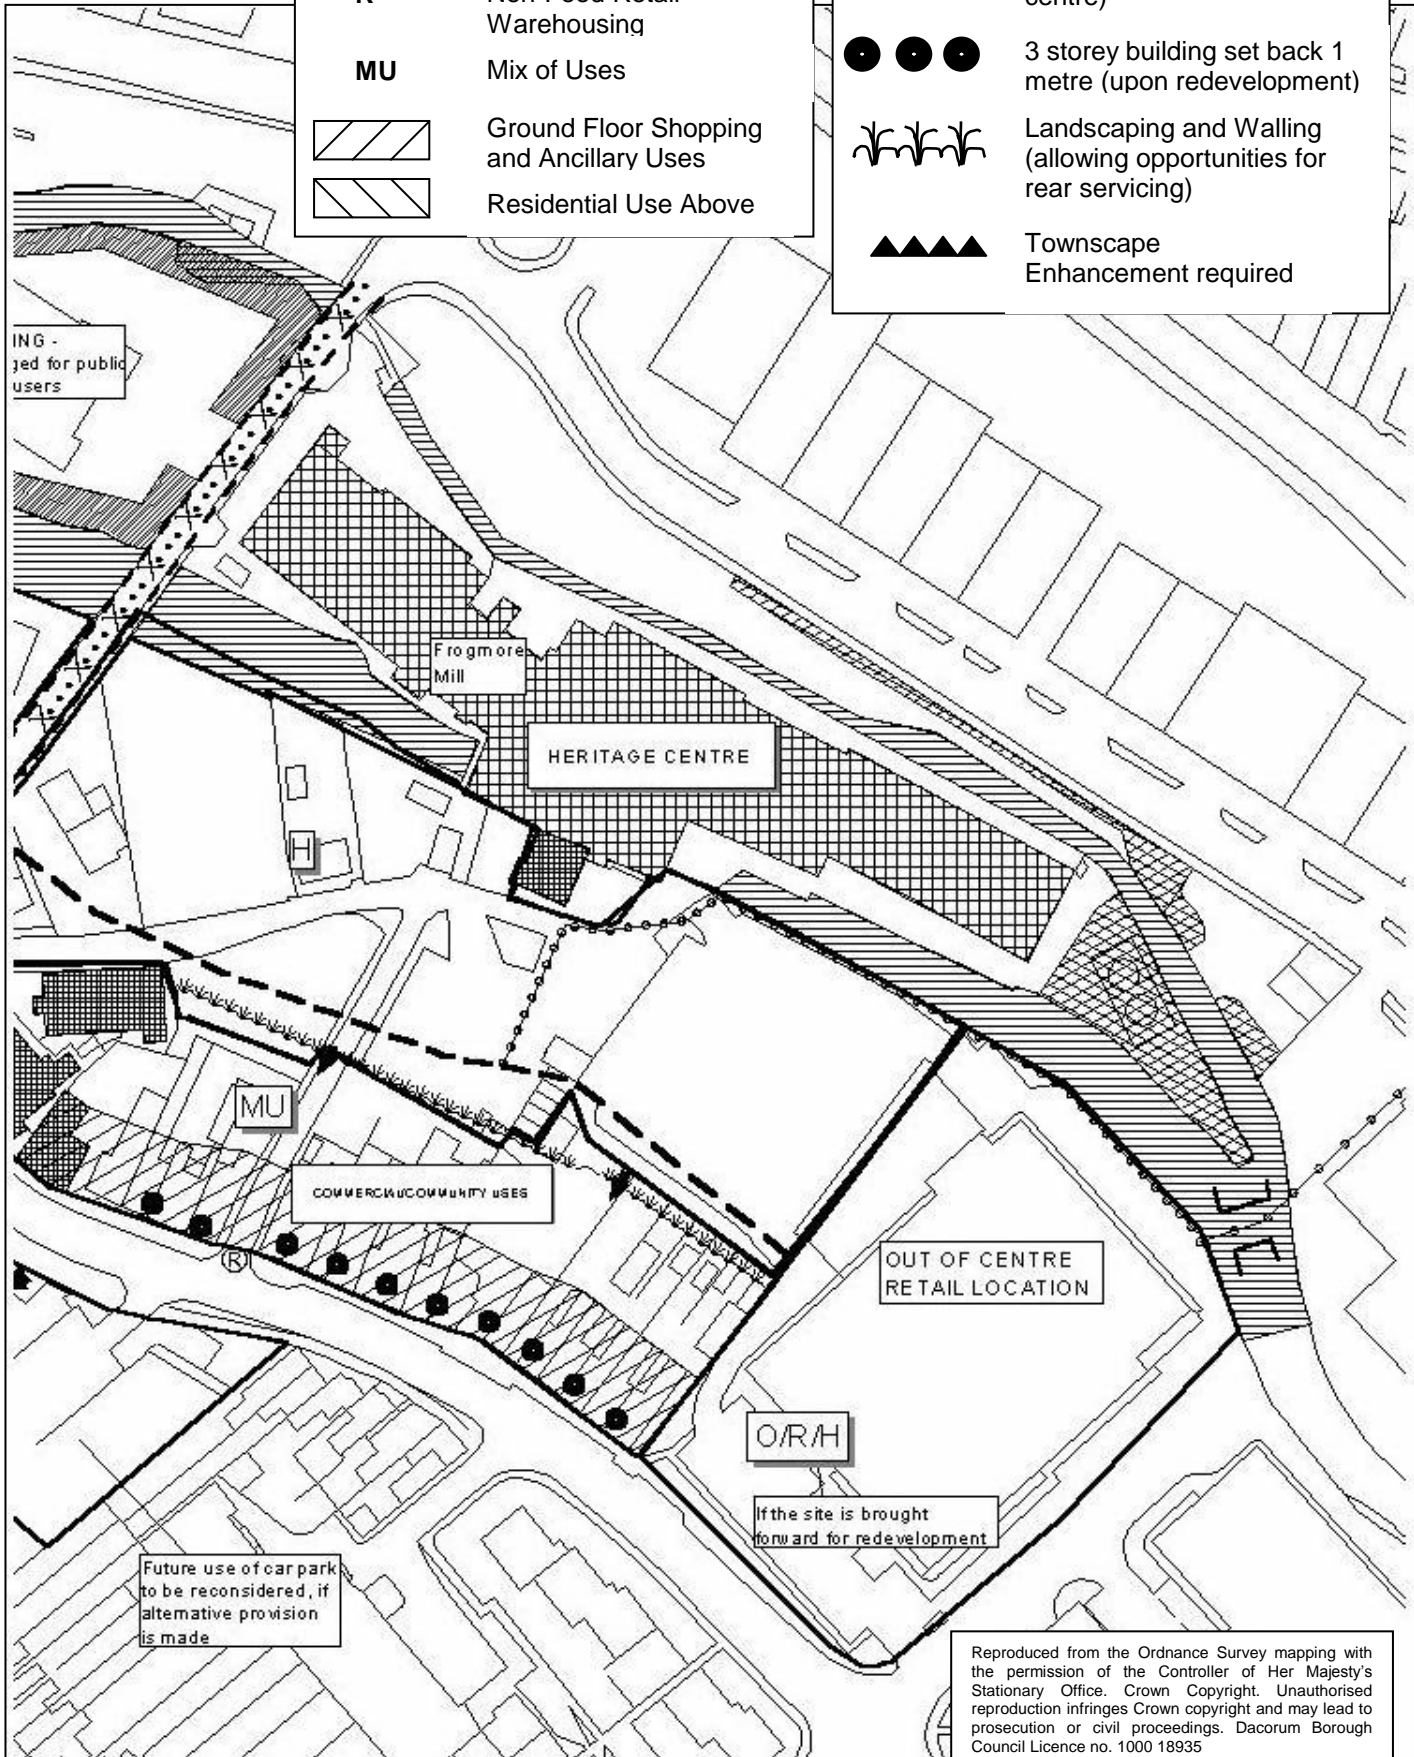 Warehousing
MU Mix of Uses
Ground Floor Shopping
and Ancillary Uses
Residential Use Above
centre)
3 storey building set back 1
metre (upon redevelopment)
Landscaping and Walling
(allowing opportunities for
rear servicing)
Townscape
Enhancement required
ING -
ged for public
users
Frogmore
Mill
HERITAGE CENTRE
H
MU
COMMERCIAL/COMMUNITY USES
R
OUT OF CENTRE
RETAIL LOCATION
O/R/H
If the site is brought
forward for redevelopment
Future use of car park
to be reconsidered, if
alternative provision
is made
Reproduced from the Ordnance Survey mapping with
the permission of the Controller of Her Majesty's
Stationary Office. Crown Copyright. Unauthorised
reproduction infringes Crown copyright and may lead to
prosecution or civil proceedings. Dacorum Borough
Council Licence no. 1000 18935